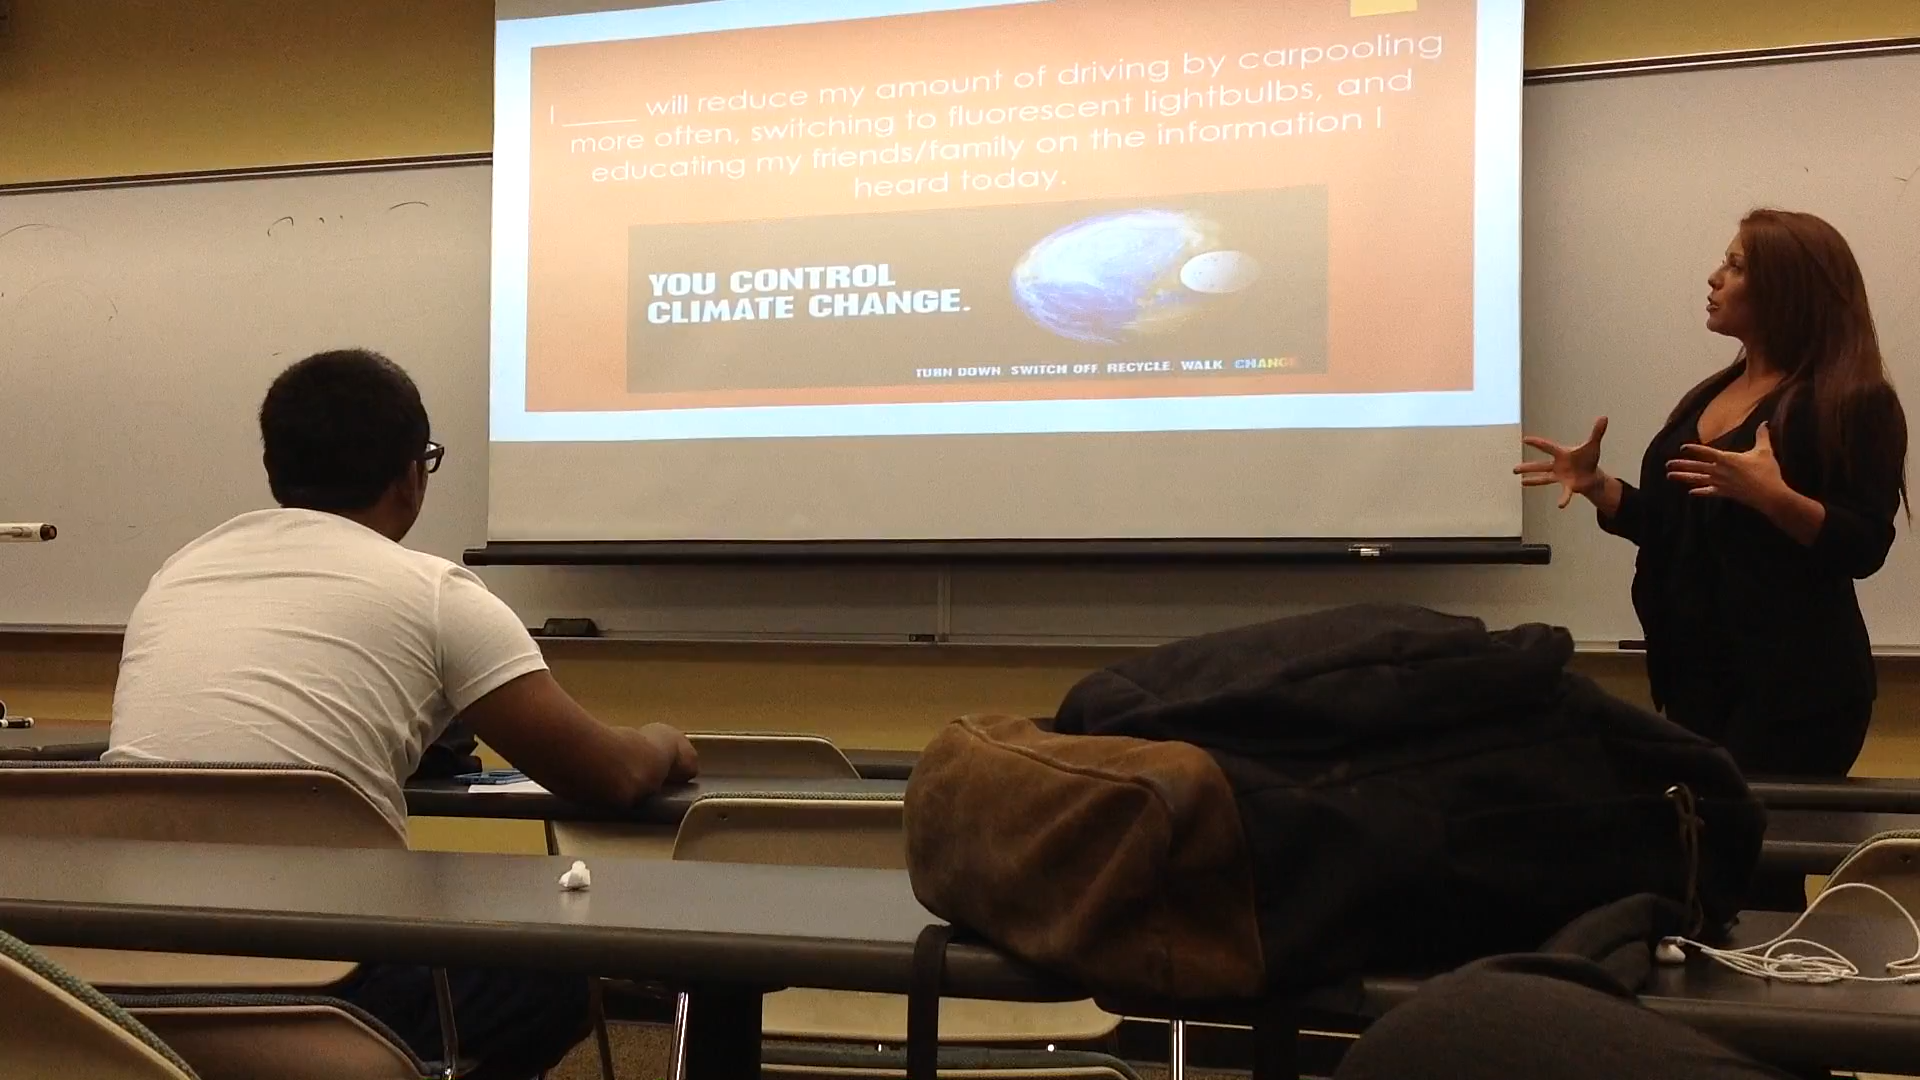 I _____ will reduce my amount of driving by carpooling
more often, switching to fluorescent lightbulbs, and
educating my friends/family on the information I
heard today.
YOU CONTROL
CLIMATE CHANGE.
TURN DOWN. SWITCH OFF. RECYCLE. WALK. CHANGE